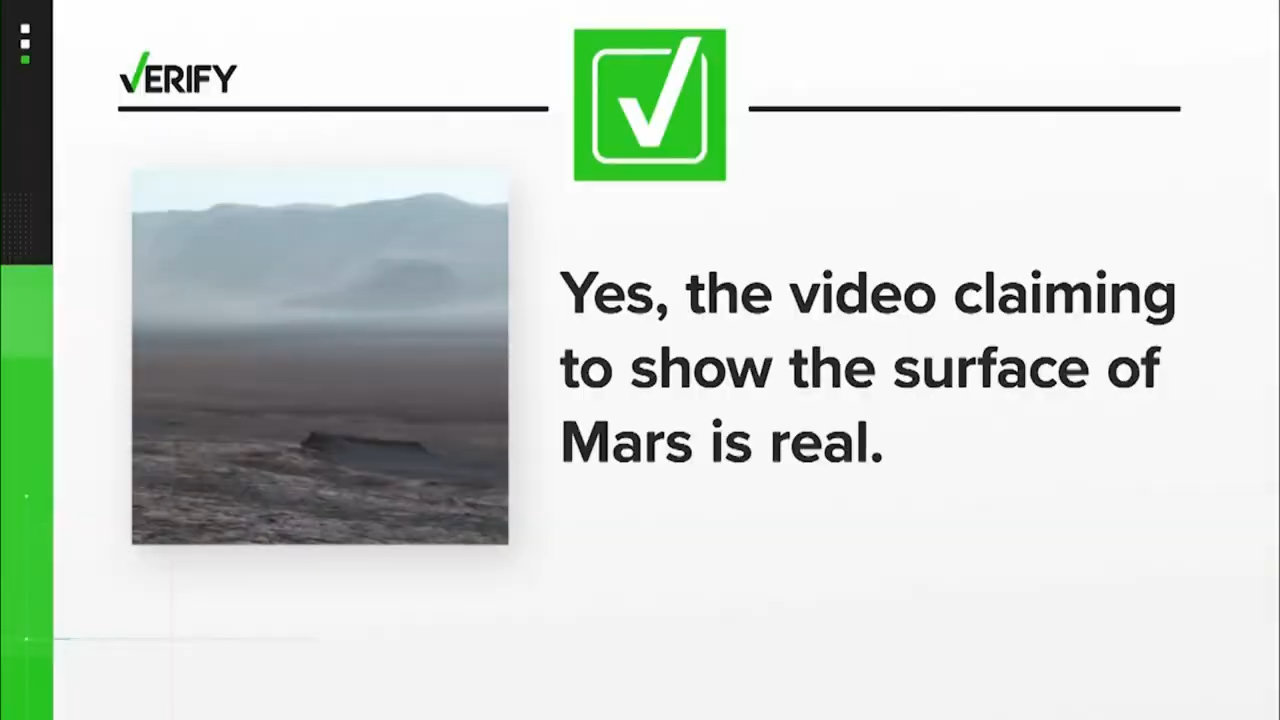 VERIFY
Yes, the video claiming
to show the surface of
Mars is real.